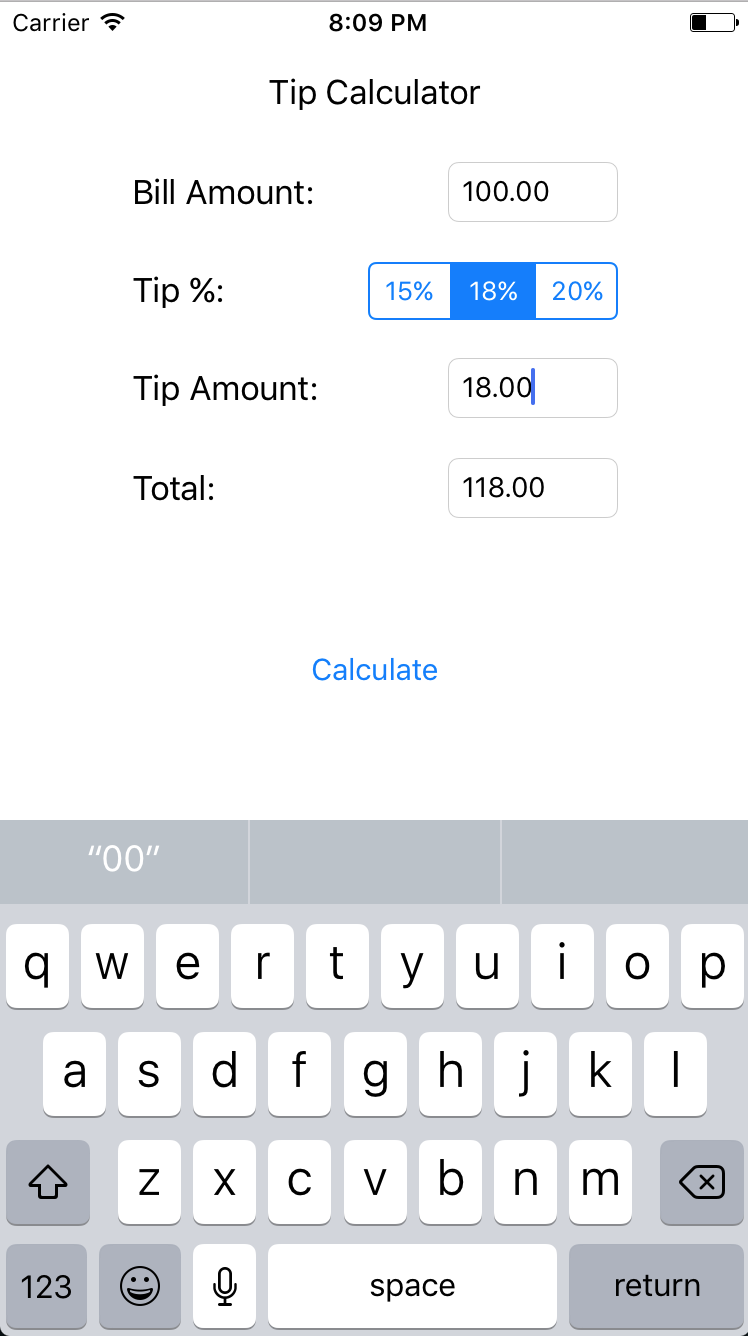 Carrier 8:09 PM
Tip Calculator
Bill Amount: 100.00
Tip %: 15% 18% 20%
Tip Amount: 18.00
Total: 118.00
Calculate
“00”
q w e r t y u i o p
a s d f g h j k l
z x c v b n m
123 space return